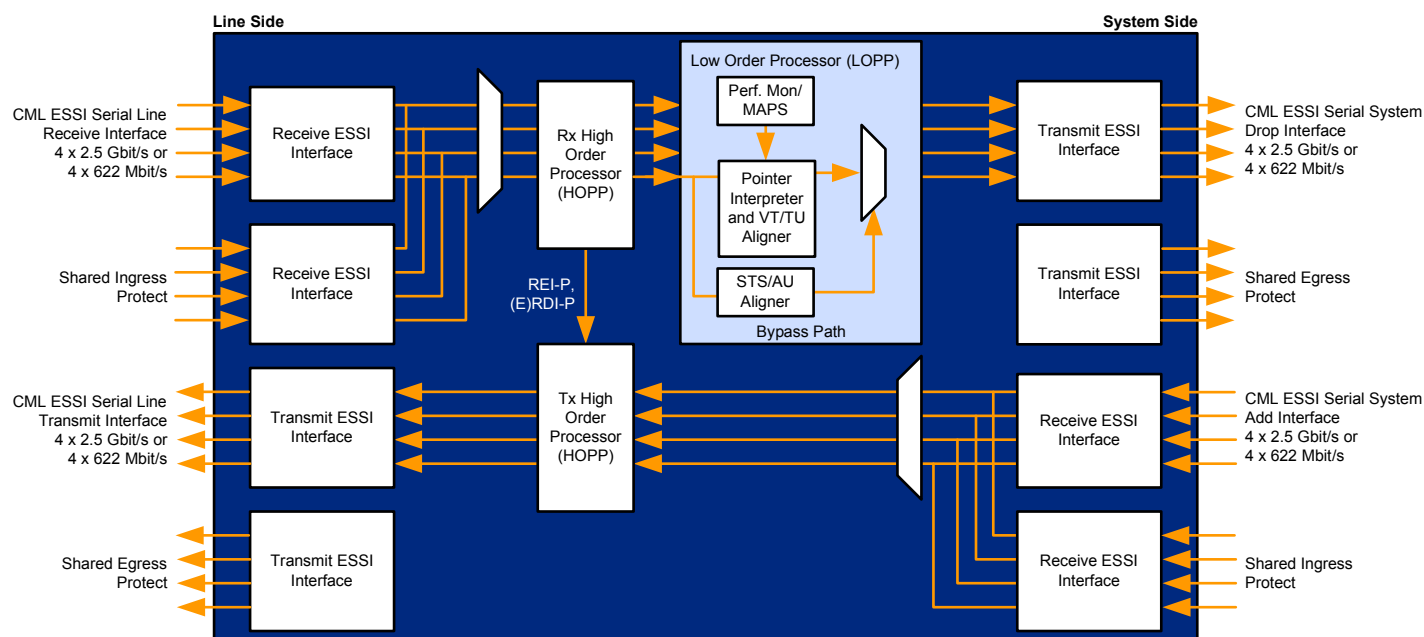 Line Side
System Side
CML ESSI Serial Line
Receive Interface
4 x 2.5 Gbit/s or
4 x 622 Mbit/s
Receive ESSI
Interface
Rx High
Order
Processor
(HOPP)
Low Order Processor (LOPP)
Perf. Mon/
MAPS
Pointer
Interpreter
and VT/TU
Aligner
STS/AU
Aligner
Bypass Path
Transmit ESSI
Interface
CML ESSI Serial System
Drop Interface
4 x 2.5 Gbit/s or
4 x 622 Mbit/s
Shared Ingress
Protect
Receive ESSI
Interface
REI-P,
(E)RDI-P
Transmit ESSI
Interface
Shared Egress
Protect
CML ESSI Serial Line
Transmit Interface
4 x 2.5 Gbit/s or
4 x 622 Mbit/s
Transmit ESSI
Interface
Tx High
Order
Processor
(HOPP)
Receive ESSI
Interface
CML ESSI Serial System
Add Interface
4 x 2.5 Gbit/s or
4 x 622 Mbit/s
Shared Egress
Protect
Transmit ESSI
Interface
Receive ESSI
Interface
Shared Ingress
Protect